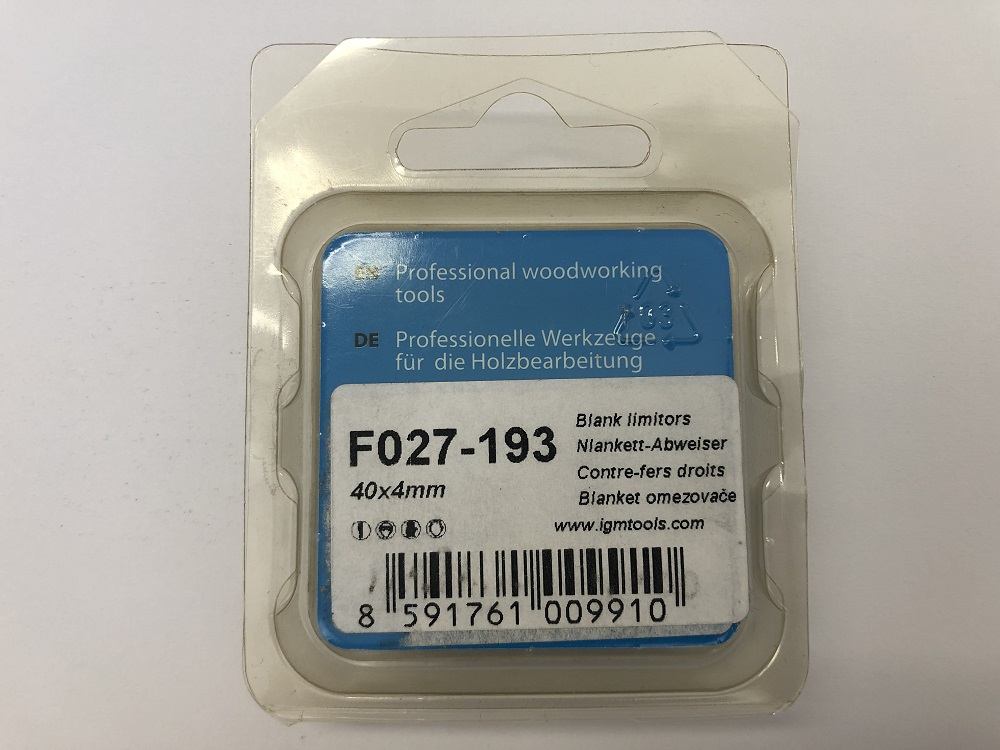 EN Professional woodworking
tools
DE Professionelle Werkzeuge
für die Holzbearbeitung
33
F027-193
40x4mm
Blank limitors
Nlankett-Abweiser
Contre-fers droits
Blanket omezovače
www.igmtools.com
8 591761 009910